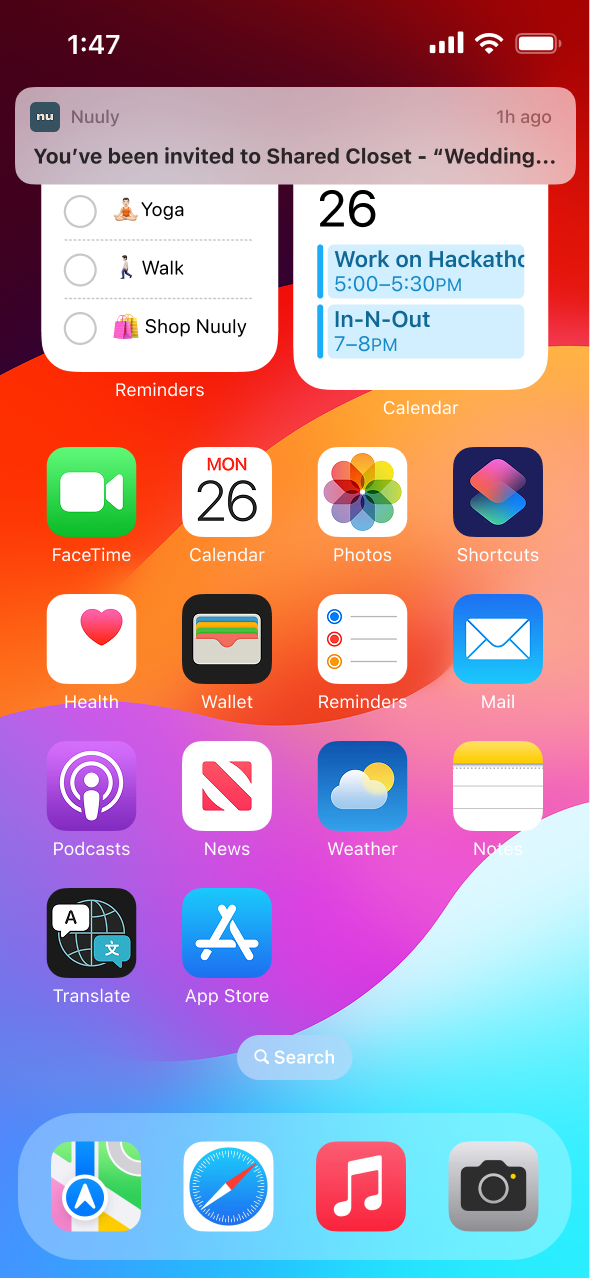 1:47
nu Nuuly 1h ago
You’ve been invited to Shared Closet - “Wedding...
Yoga
Walk
Shop Nuuly
Reminders
26
Work on Hackatho
5:00–5:30PM
In-N-Out
7–8PM
Calendar
MON
26
FaceTime Calendar Photos Shortcuts
Health Wallet Reminders Mail
Podcasts News Weather Notes
A
文
Translate App Store
Search